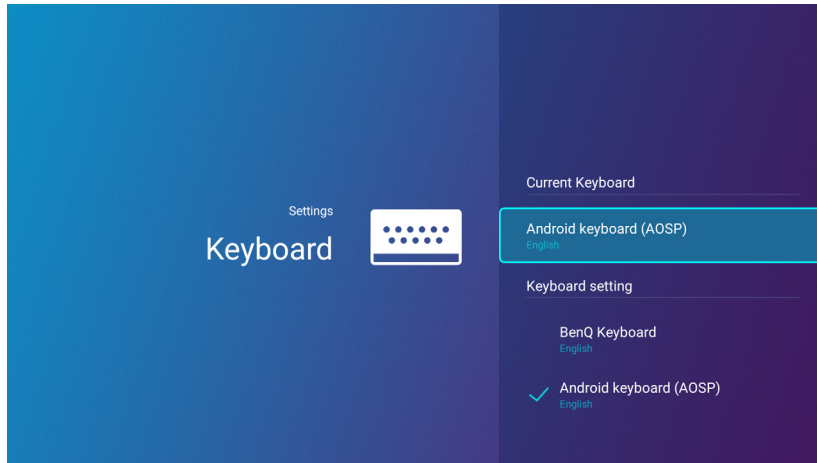 Settings
Keyboard
Current Keyboard
Android keyboard (AOSP)
English
Keyboard setting
BenQ Keyboard
English
Android keyboard (AOSP)
English